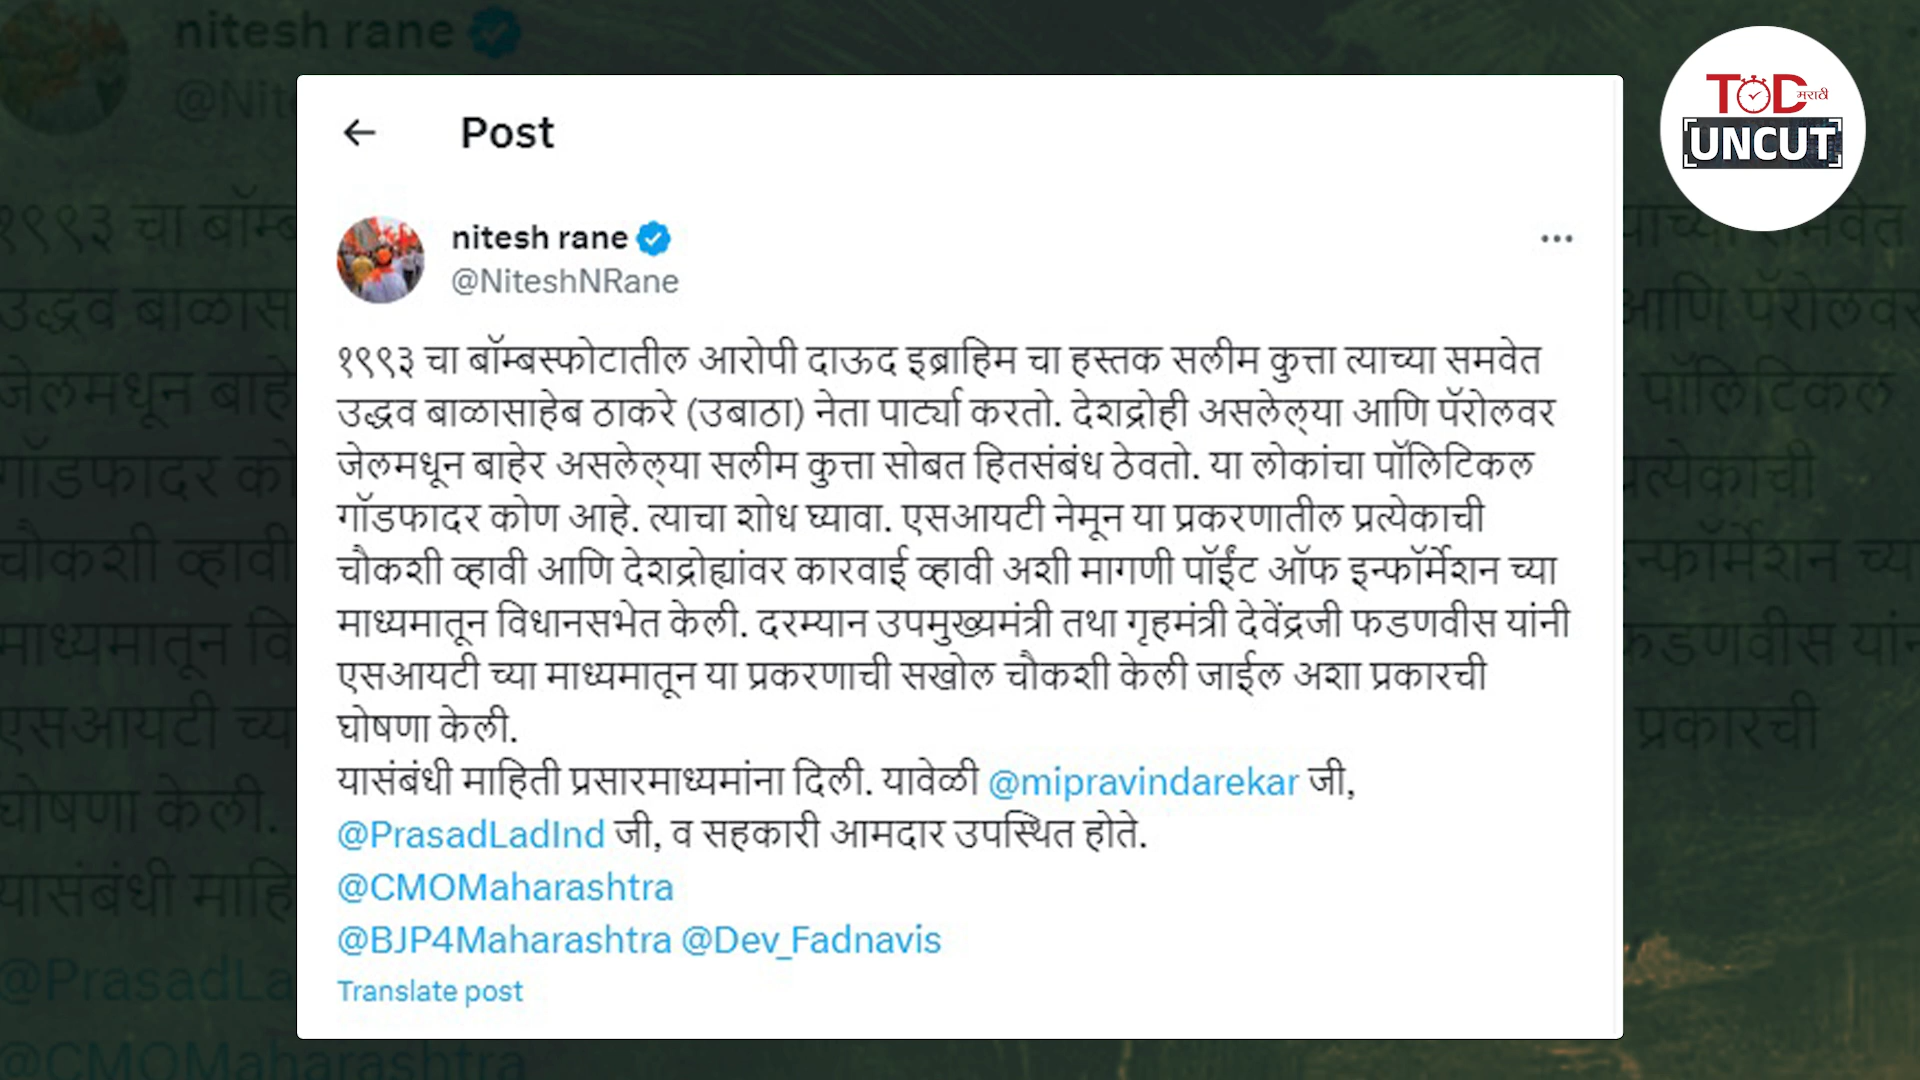 TOD मराठी
UNCUT
Post
nitesh rane
@NiteshNRane
१९९३ चा बॉम्बस्फोटातील आरोपी दाऊद इब्राहिम चा हस्तक सलीम कुत्ता त्याच्या समवेत
उद्धव बाळासाहेब ठाकरे (उबाठा) नेता पार्ट्या करतो. देशद्रोही असलेल्या आणि पॅरोलवर
जेलमधून बाहेर असलेल्या सलीम कुत्ता सोबत हितसंबंध ठेवतो. या लोकांचा पॉलिटिकल
गॉडफादर कोण आहे. त्याचा शोध घ्यावा. एसआयटी नेमून या प्रकरणातील प्रत्येकाची
चौकशी व्हावी आणि देशद्रोह्यांवर कारवाई व्हावी अशी मागणी पॉईंट ऑफ इन्फॉर्मेशन च्या
माध्यमातून विधानसभेत केली. दरम्यान उपमुख्यमंत्री तथा गृहमंत्री देवेंद्रजी फडणवीस यांनी
एसआयटी च्या माध्यमातून या प्रकरणाची सखोल चौकशी केली जाईल अशा प्रकारची
घोषणा केली.
यासंबंधी माहिती प्रसारमाध्यमांना दिली. यावेळी @mipravindarekar जी,
@PrasadLadInd जी, व सहकारी आमदार उपस्थित होते.
@CMOMaharashtra
@BJP4Maharashtra @Dev_Fadnavis
Translate post